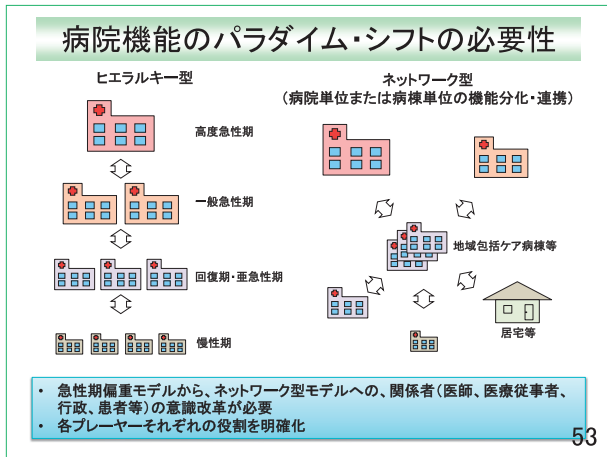 病院機能のパラダイム・シフトの必要性
ヒエラルキー型
高度急性期
一般急性期
回復期・亜急性期
慢性期
ネットワーク型
(病院単位または病棟単位の機能分化・連携)
地域包括ケア病棟等
居宅等
• 急性期偏重モデルから、ネットワーク型モデルへの、関係者(医師、医療従事者、
行政、患者等)の意識改革が必要
• 各プレーヤーそれぞれの役割を明確化
53